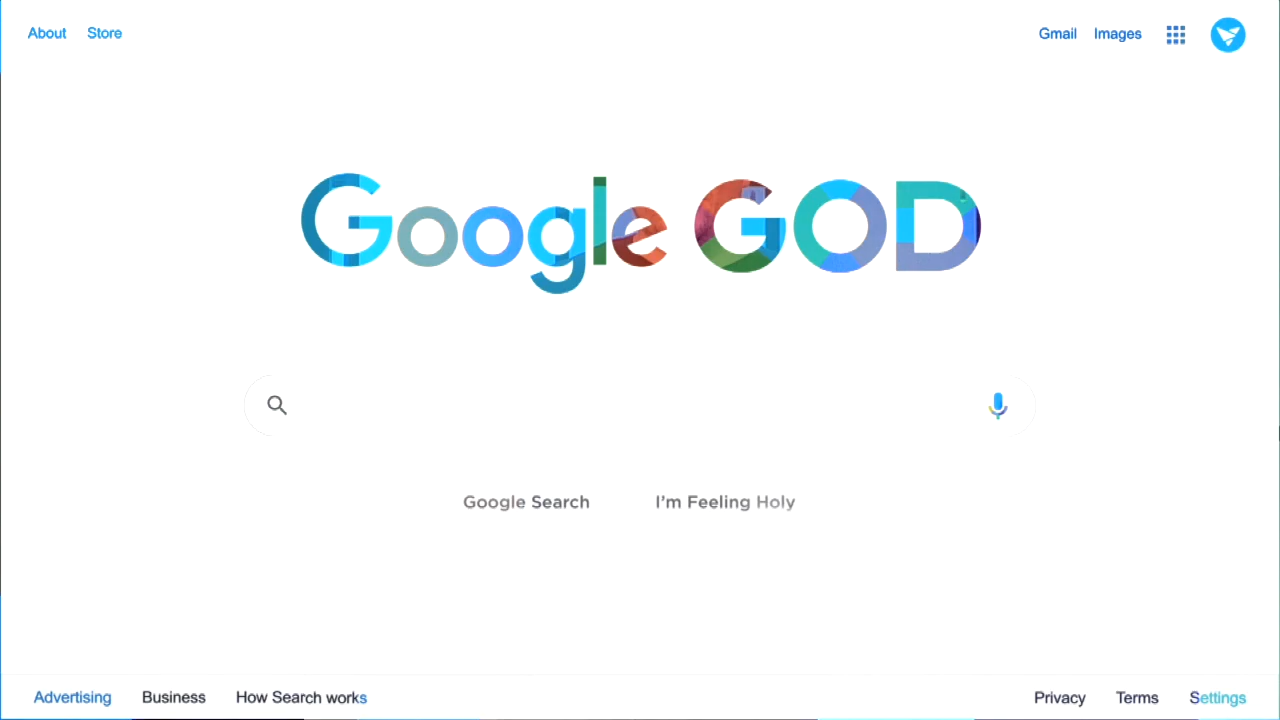 About Store Gmail Images
Google GOD
Google Search I'm Feeling Holy
Advertising Business How Search works Privacy Terms Settings